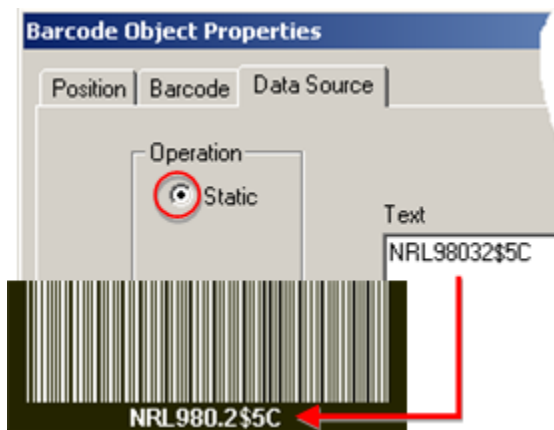 Barcode Object Properties
Position Barcode Data Source
Operation
Static
Text
NRL98032$5C
NRL980.2$5C